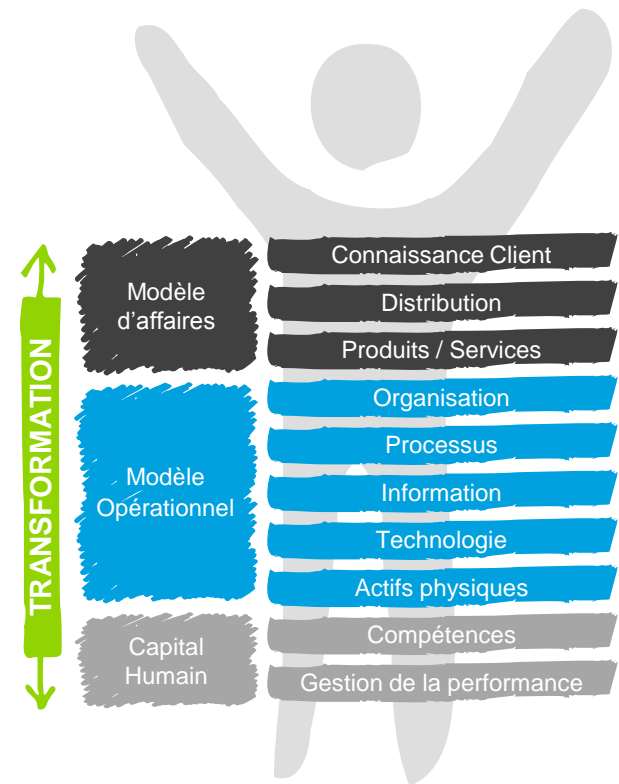 TRANSFORMATION
Modèle
d'affaires
Connaissance Client
Distribution
Produits / Services
Modèle
Opérationnel
Organisation
Processus
Information
Technologie
Actifs physiques
Capital
Humain
Compétences
Gestion de la performance